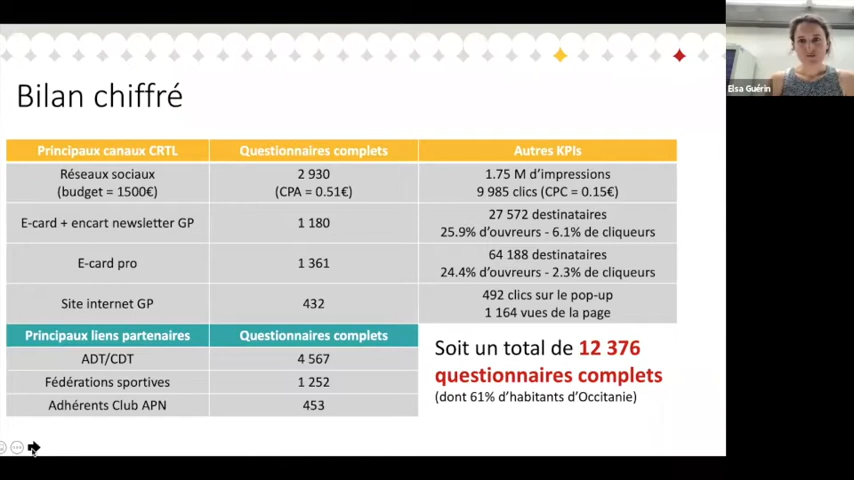 Bilan chiffré
Principaux canaux CRTL
Questionnaires complets
Autres KPIs
Réseaux sociaux
(budget = 1500€)
2 930
(CPA = 0.51€)
1.75 M d'impressions
9 985 clics (CPC = 0.15€)
E-card + encart newsletter GP
1 180
27 572 destinataires
25.9% d'ouvreurs - 6.1% de cliqueurs
E-card pro
1 361
64 188 destinataires
24.4% d'ouvreurs - 2.3% de cliqueurs
Site internet GP
432
492 clics sur le pop-up
1 164 vues de la page
Principaux liens partenaires
Questionnaires complets
ADT/CDT
4 567
Fédérations sportives
1 252
Adhérents Club APN
453
Soit un total de 12 376
questionnaires complets
(dont 61% d'habitants d'Occitanie)
Elsa Guérin